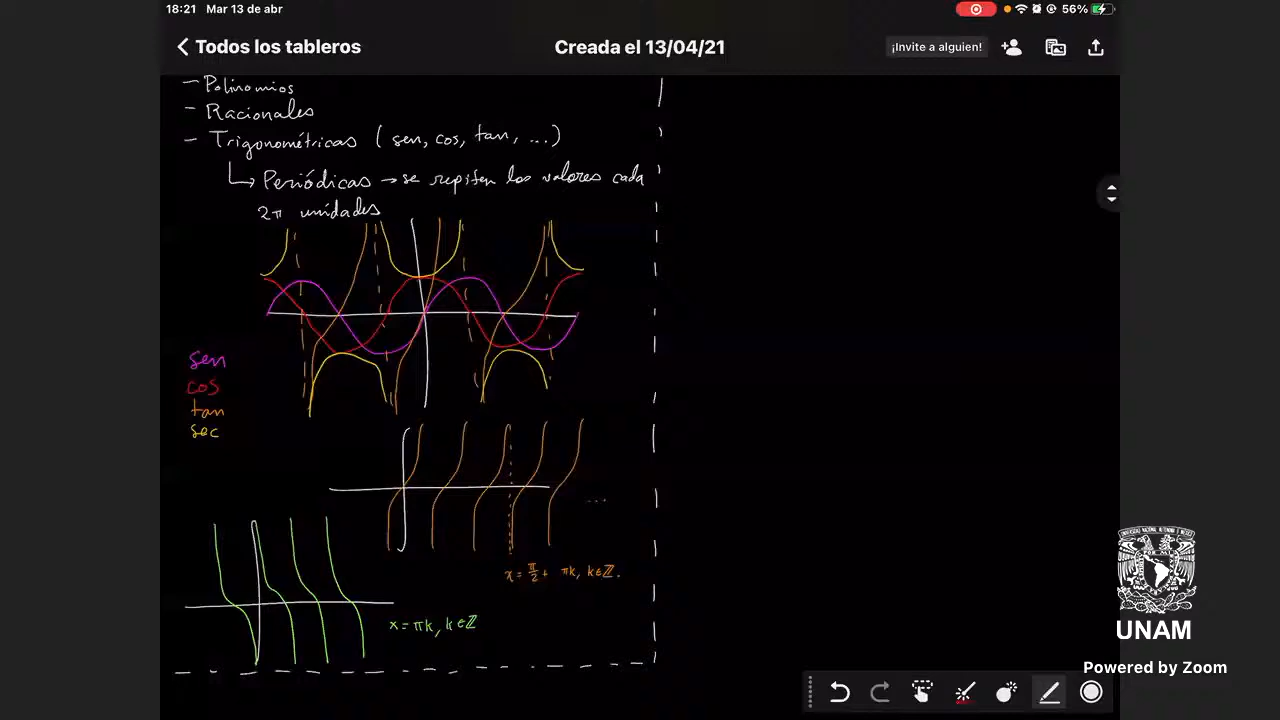 18:21 Mar 13 de abr 56%
Todos los tableros
Creada el 13/04/21
¡Invite a alguien!
- Polinomios
- Racionales
- Trigonométricas (sen, cos, tan, ...)
↳ Periódicas → se repiten los valores cada
2π unidades
sen
cos
tan
sec
...
x = π/2 + πk, k∈ℤ.
x = πk, k∈ℤ
UNAM
Powered by Zoom